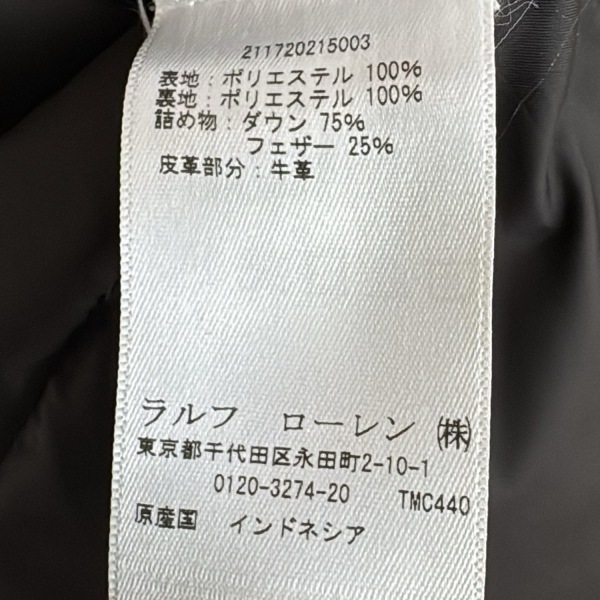 211720215003
表地：ポリエステル 100%
裏地：ポリエステル 100%
詰め物：ダウン 75%
フェザー 25%
皮革部分：牛革
ラルフ ローレン ㈱
東京都千代田区永田町2-10-1
0120-3274-20 TMC440
原産国 インドネシア